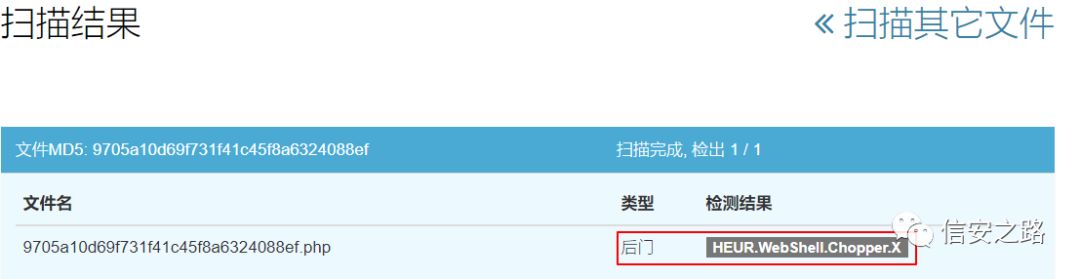 扫描结果
« 扫描其它文件
文件MD5: 9705a10d69f731f41c45f8a6324088ef
扫描完成, 检出 1 / 1
文件名 类型 检测结果
9705a10d69f731f41c45f8a6324088ef.php 后门 HEUR.WebShell.Chopper.X
信安之路